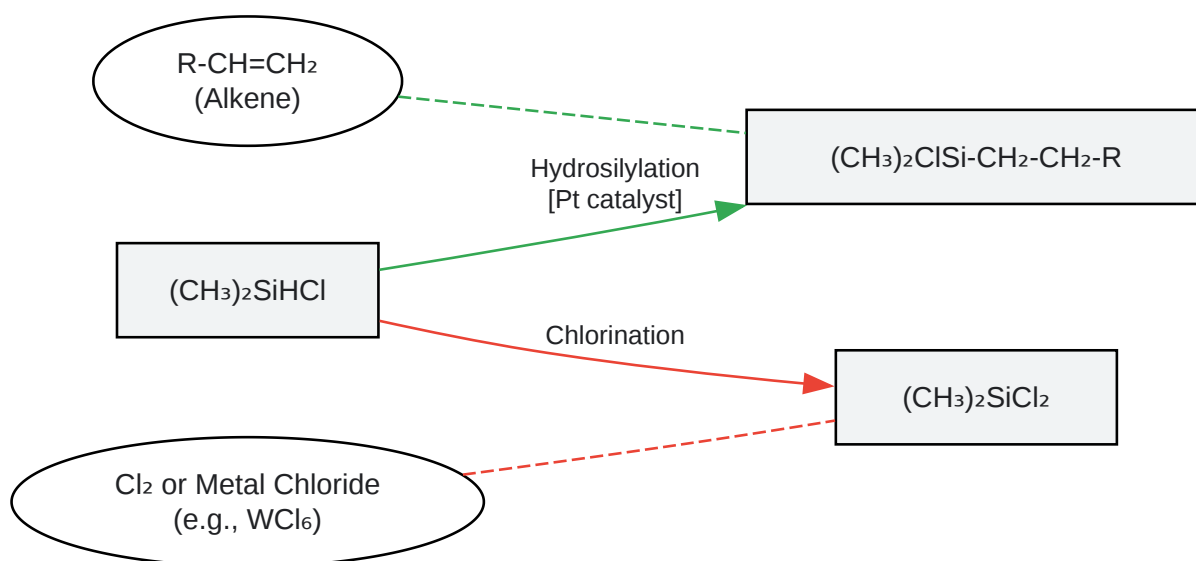 R-CH=CH₂
(Alkene)
(CH₃)₂ClSi-CH₂-CH₂-R
Hydrosilylation
[Pt catalyst]
(CH₃)₂SiHCl
Chlorination
(CH₃)₂SiCl₂
Cl₂ or Metal Chloride
(e.g., WCl₆)